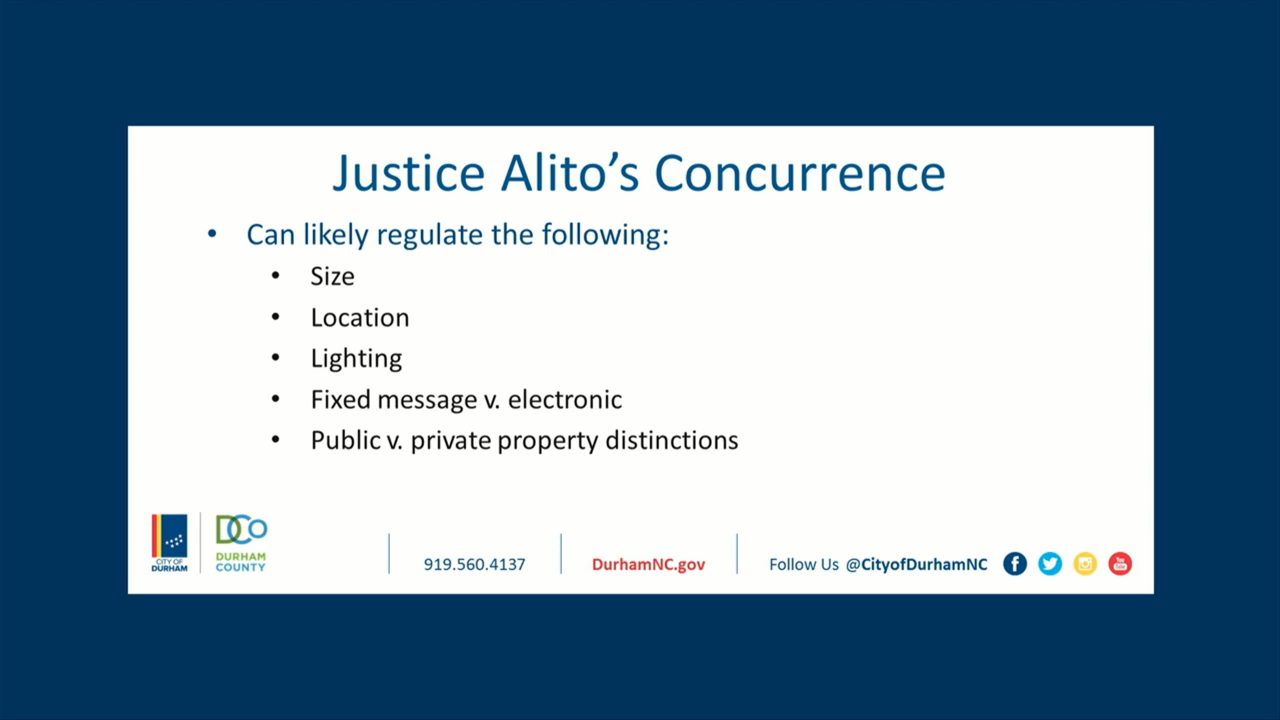 Justice Alito's Concurrence
• Can likely regulate the following:
• Size
• Location
• Lighting
• Fixed message v. electronic
• Public v. private property distinctions
CITY OF
DURHAM
DCo
DURHAM
COUNTY
919.560.4137
DurhamNC.gov
Follow Us @CityofDurhamNC